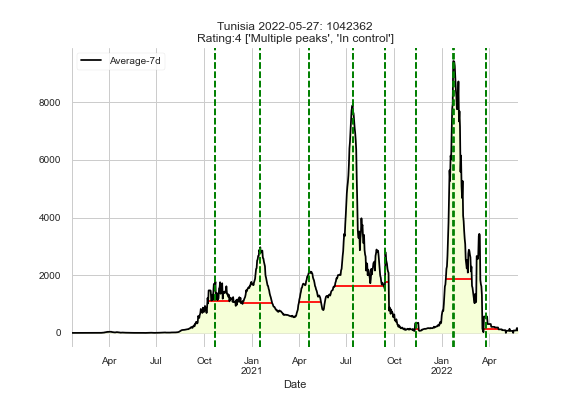 Tunisia 2022-05-27: 1042362
Rating:4 ['Multiple peaks', 'In control']
Average-7d
8000
6000
4000
2000
0
Apr Jul Oct Jan Apr Jul Oct Jan Apr
2021 2022
Date